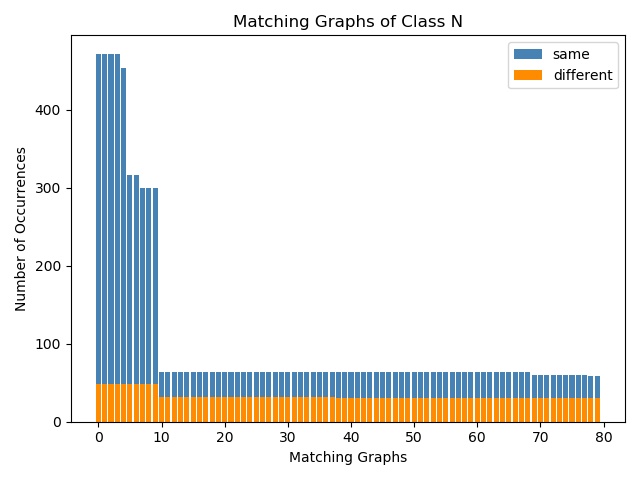 Matching Graphs of Class N
same
different
Number of Occurrences
400
300
200
100
0
0 10 20 30 40 50 60 70 80
Matching Graphs